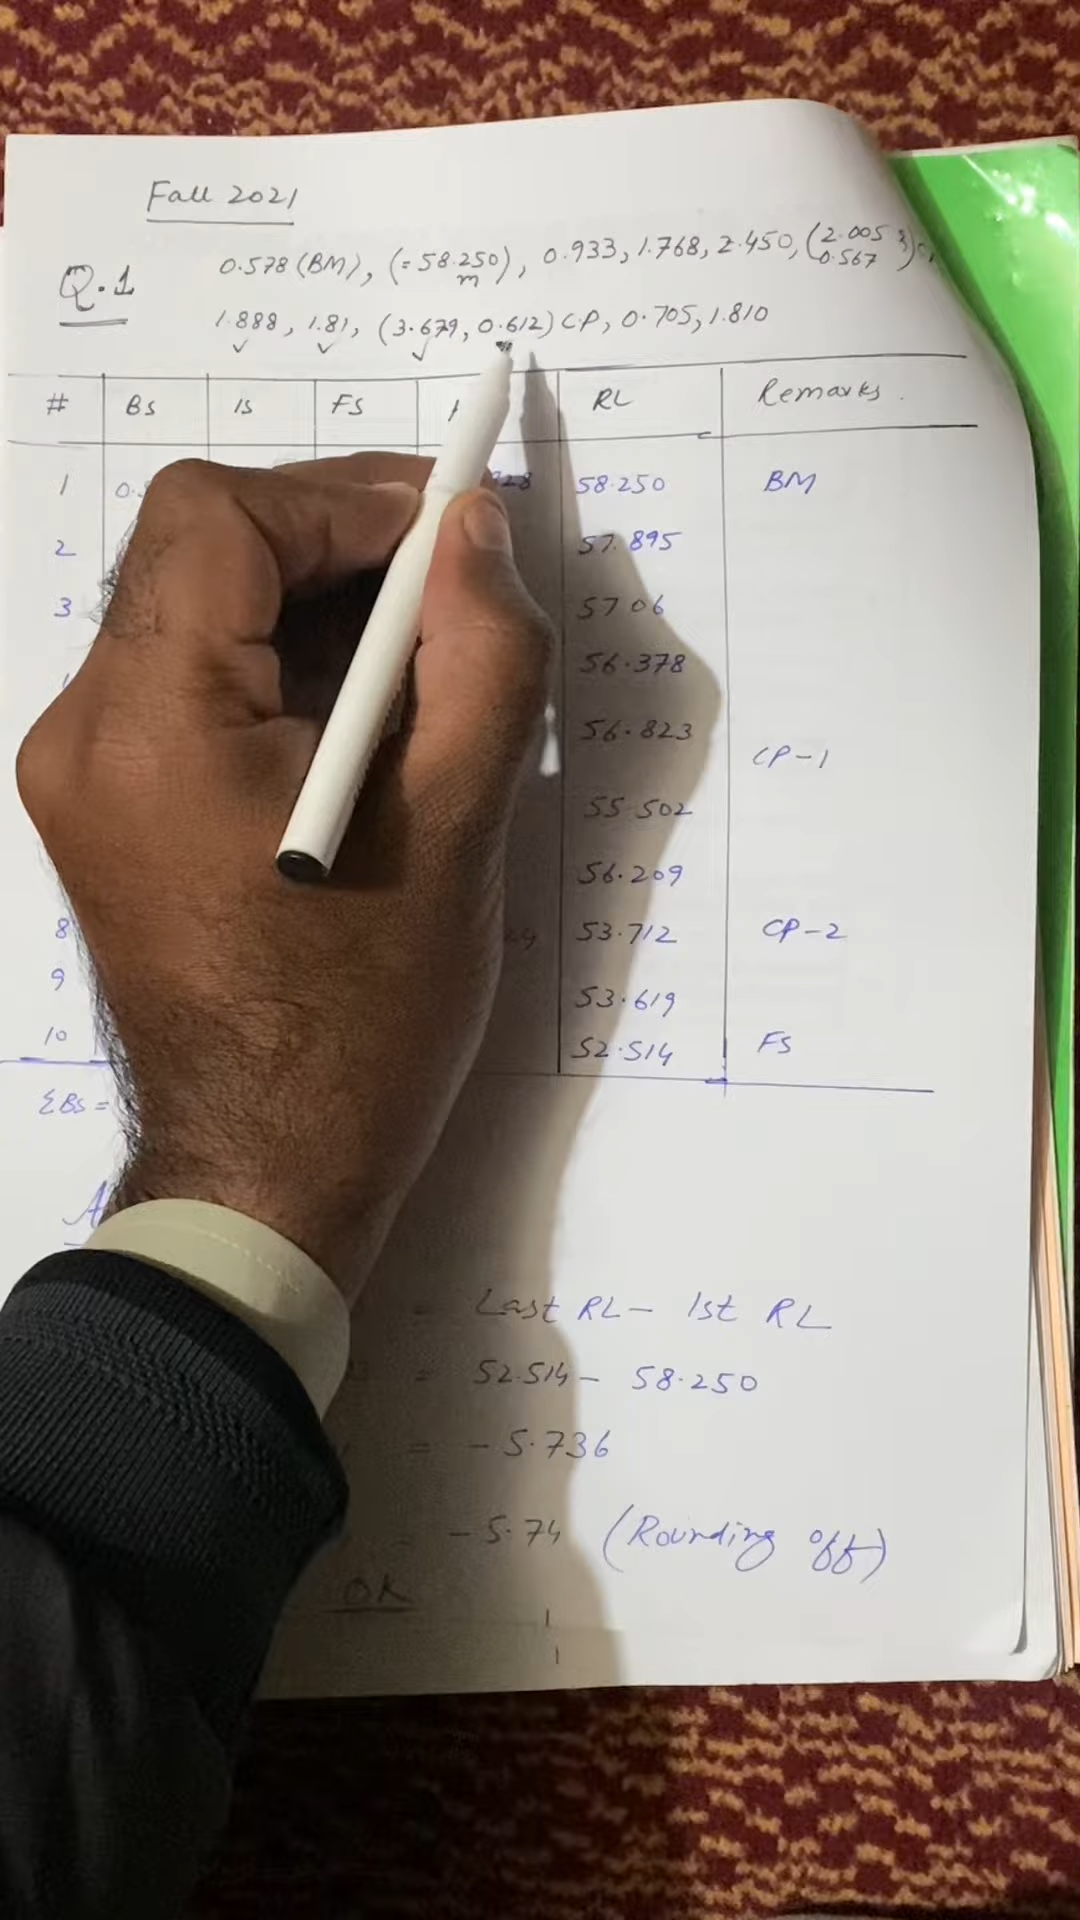 Fall 2021
Q.1
0.578 (BM), (= 58.250 m), 0.933, 1.768, 2.450, (2.005 0.567)
1.888, 1.81, (3.679, 0.612) CP, 0.705, 1.810
# BS IS FS RL Remarks.
1 0. 828 58.250 BM
2 57.895
3 57.06
56.378
56.823 CP-1
55.502
56.209
8 24 53.712 CP-2
9 53.619
10 52.514 FS
ΣBS =
A
= Last RL - 1st RL
= 52.514 - 58.250
= -5.736
= -5.74 (Rounding off)
OK